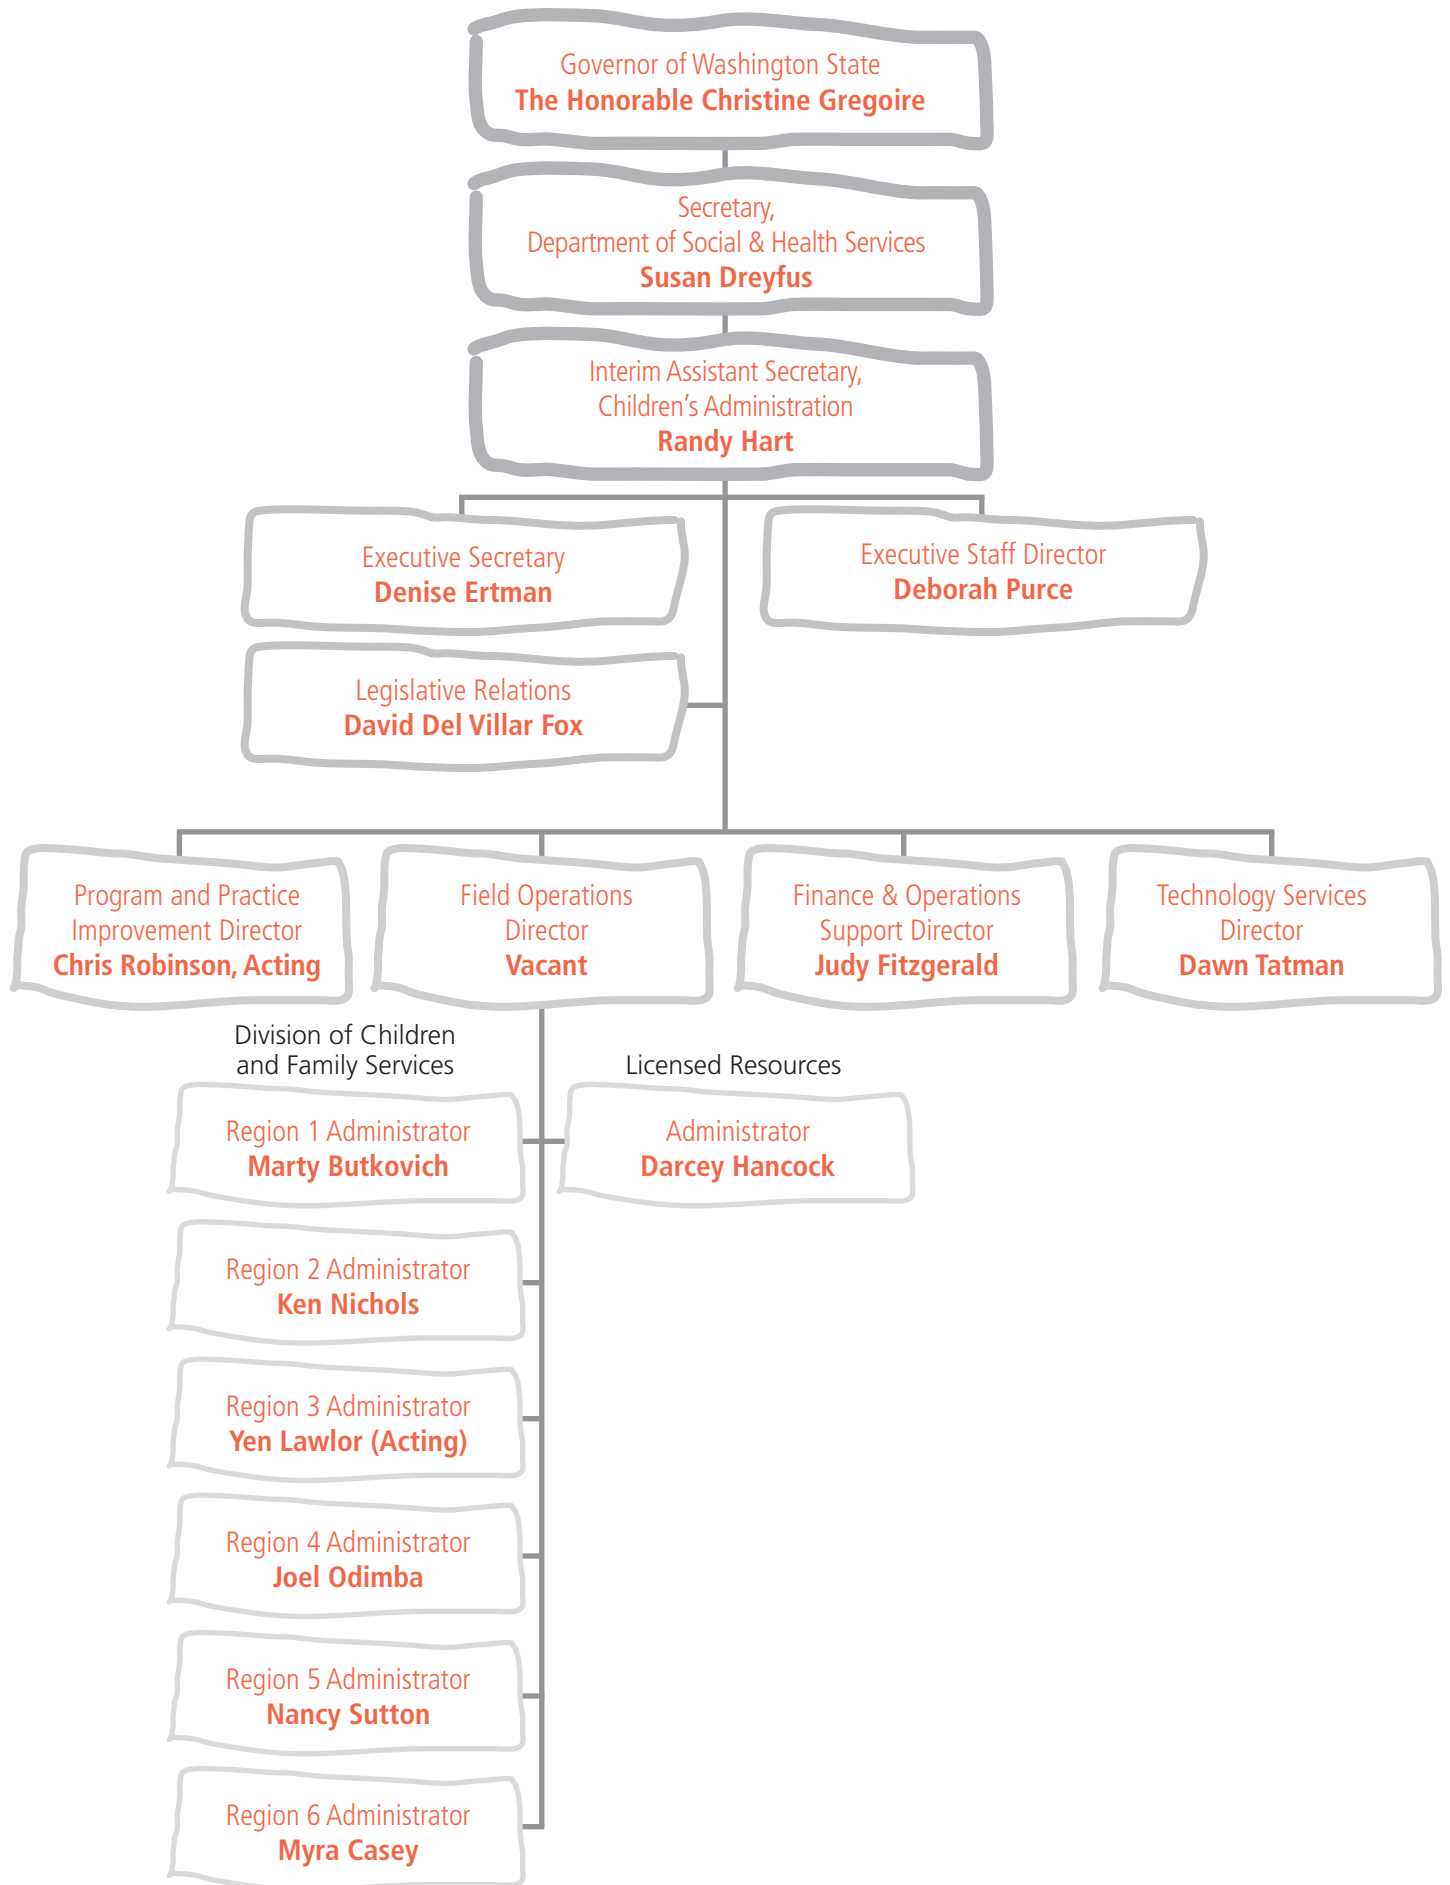 Governor of Washington State
The Honorable Christine Gregoire
Secretary,
Department of Social & Health Services
Susan Dreyfus
Interim Assistant Secretary,
Children's Administration
Randy Hart
Executive Secretary
Denise Ertman
Executive Staff Director
Deborah Purce
Legislative Relations
David Del Villar Fox
Program and Practice
Improvement Director
Chris Robinson, Acting
Field Operations
Director
Vacant
Finance & Operations
Support Director
Judy Fitzgerald
Technology Services
Director
Dawn Tatman
Division of Children
and Family Services
Licensed Resources
Region 1 Administrator
Marty Butkovich
Administrator
Darcey Hancock
Region 2 Administrator
Ken Nichols
Region 3 Administrator
Yen Lawlor (Acting)
Region 4 Administrator
Joel Odimba
Region 5 Administrator
Nancy Sutton
Region 6 Administrator
Myra Casey